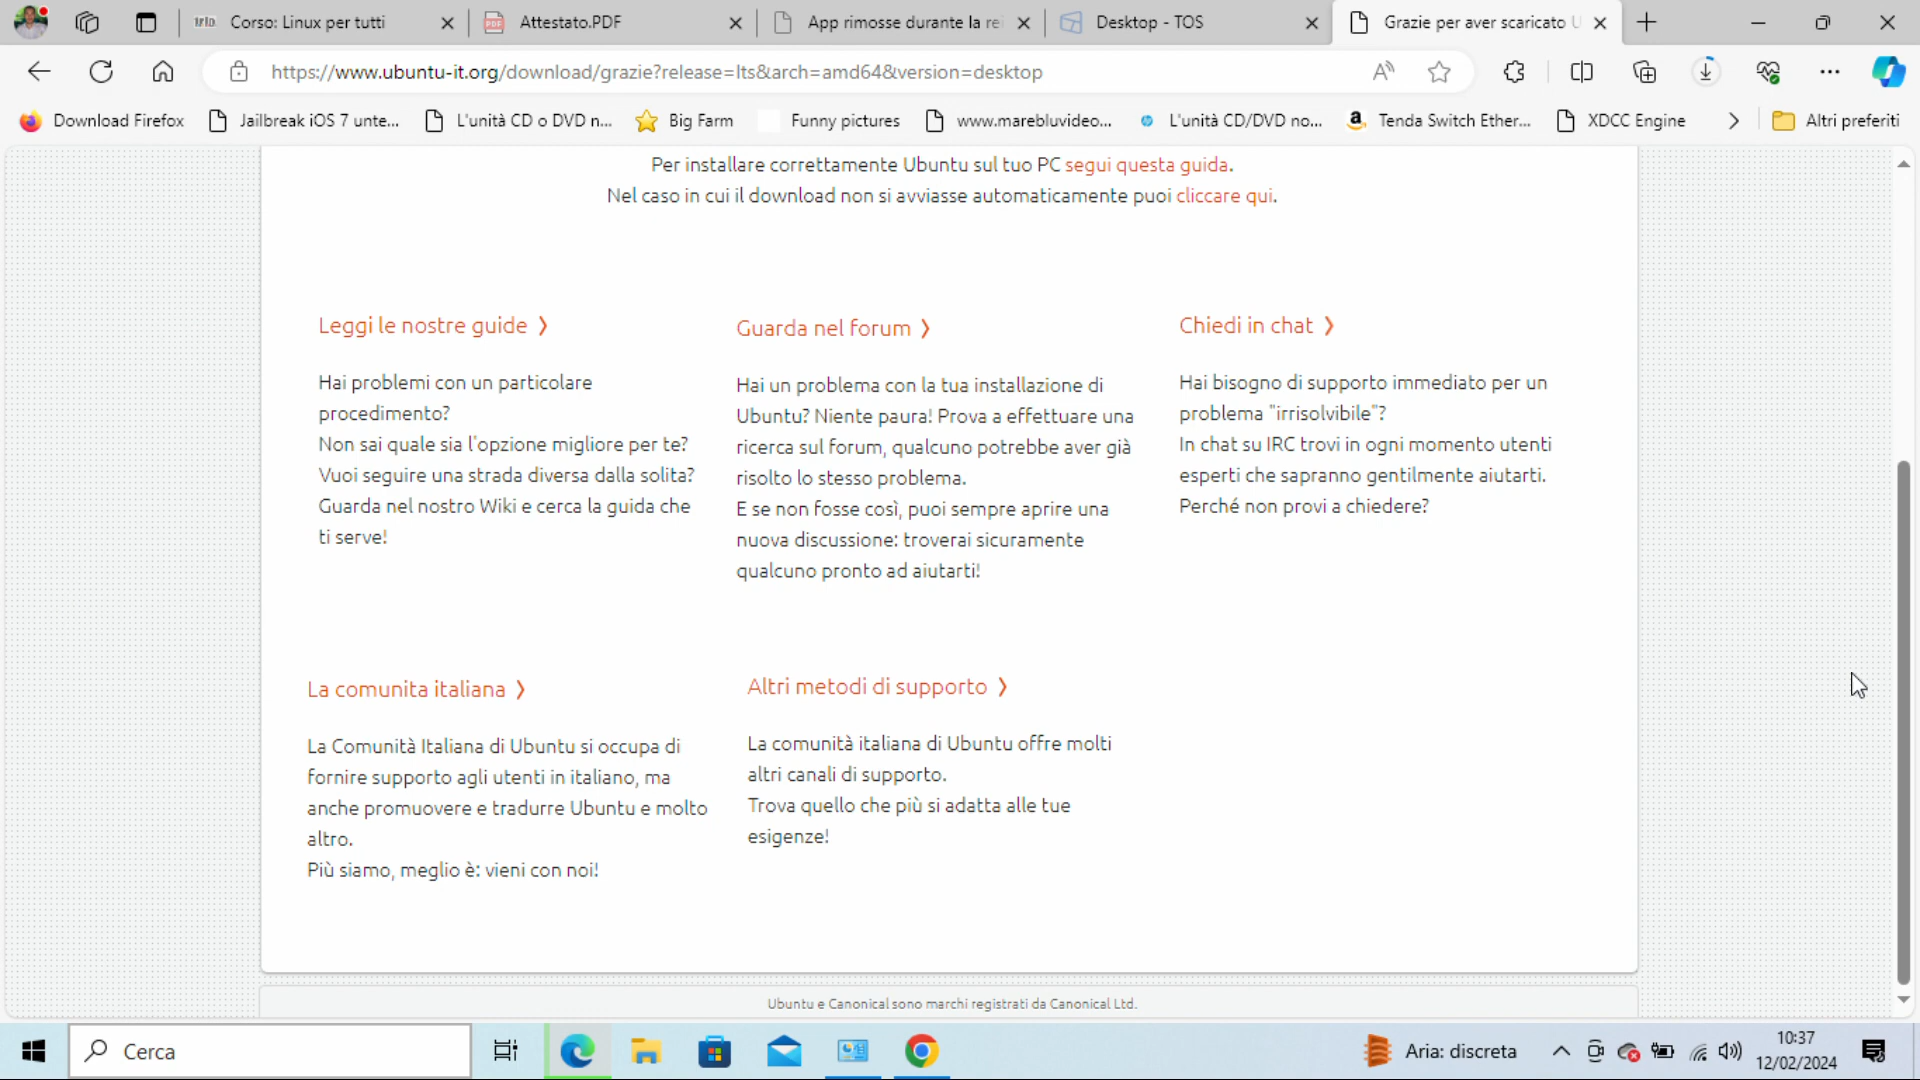 Corso: Linux per tutti
Attestato.PDF
App rimosse durante la rei
Desktop - TOS
Grazie per aver scaricato U
https://www.ubuntu-it.org/download/grazie?release=lts&arch=amd64&version=desktop
Download Firefox
Jailbreak iOS 7 unte...
L'unità CD o DVD n...
Big Farm
Funny pictures
www.marebluvideo...
L'unità CD/DVD no...
Tenda Switch Ether...
XDCC Engine
Altri preferiti
Per installare correttamente Ubuntu sul tuo PC segui questa guida.
Nel caso in cui il download non si avviasse automaticamente puoi cliccare qui.
Leggi le nostre guide ❯
Hai problemi con un particolare
procedimento?
Non sai quale sia l'opzione migliore per te?
Vuoi seguire una strada diversa dalla solita?
Guarda nel nostro Wiki e cerca la guida che
ti serve!
Guarda nel forum ❯
Hai un problema con la tua installazione di
Ubuntu? Niente paura! Prova a effettuare una
ricerca sul forum, qualcuno potrebbe aver già
risolto lo stesso problema.
E se non fosse così, puoi sempre aprire una
nuova discussione: troverai sicuramente
qualcuno pronto ad aiutarti!
Chiedi in chat ❯
Hai bisogno di supporto immediato per un
problema "irrisolvibile"?
In chat su IRC trovi in ogni momento utenti
esperti che sapranno gentilmente aiutarti.
Perché non provi a chiedere?
La comunita italiana ❯
La Comunità Italiana di Ubuntu si occupa di
fornire supporto agli utenti in italiano, ma
anche promuovere e tradurre Ubuntu e molto
altro.
Più siamo, meglio è: vieni con noi!
Altri metodi di supporto ❯
La comunità italiana di Ubuntu offre molti
altri canali di supporto.
Trova quello che più si adatta alle tue
esigenze!
Ubuntu e Canonical sono marchi registrati da Canonical Ltd.
Cerca
Aria: discreta
10:37
12/02/2024